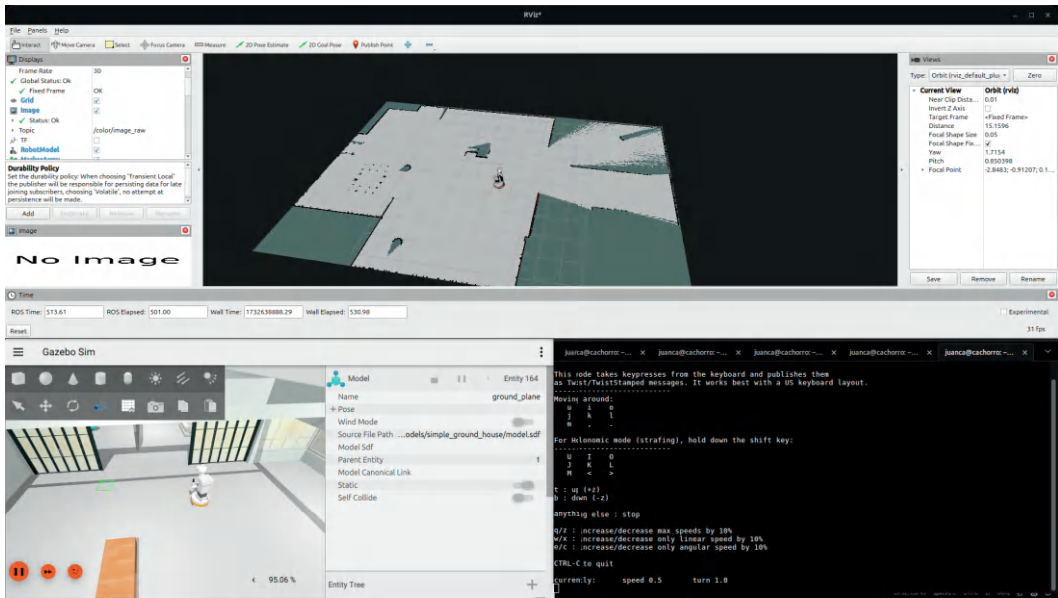 RViz*
File Panels Help
Interact Move Camera Select Focus Camera Measure 2D Pose Estimate 2D Goal Pose Publish Point
Displays
Frame Rate 30
Global Status: Ok
Fixed Frame OK
Grid
Image
Status: Ok
Topic /color/image_raw
TF
RobotModel
Durability Policy
Set the durability policy: When choosing 'Transient Local'
the publisher will be responsible for persisting data for late
joining subscribers, choosing 'Volatile', no attempt at
persistence will be made.
Add Duplicate Remove Rename
Image
No Image
Views
Type: Orbit (rviz_default_plu Zero
Current View Orbit (rviz)
Near Clip Dista... 0.01
Invert Z Axis
Target Frame <Fixed Frame>
Distance 15.1596
Focal Shape Size 0.05
Focal Shape Fix...
Yaw 1.7154
Pitch 0.850398
Focal Point -2.8483; -0.91207; 0.1...
Save Remove Rename
Time
ROS Time: 513.61 ROS Elapsed: 501.00 Wall Time: 1732638888.29 Wall Elapsed: 530.98 Experimental
Reset 31 fps
Gazebo Sim
Model Entity 164
Name ground_plane
+ Pose
Wind Mode
Source File Path ...odels/simple_ground_house/model.sdf
Model Sdf
Parent Entity 1
Model Canonical Link
Static
Self Collide
Entity Tree +
< 95.06 %
juanca@cachorro: ~... × juanca@cachorro: ~... × juanca@cachorro: ~... × juanca@cachorro: ~... × juanca@cachorro: ~... ×
This node takes keypresses from the keyboard and publishes them
as Twist/TwistStamped messages. It works best with a US keyboard layout.
---------------------------
Moving around:
u i o
j k l
m , .
For Holonomic mode (strafing), hold down the shift key:
---------------------------
U I O
J K L
M < >
t : up (+z)
b : down (-z)
anything else : stop
q/z : increase/decrease max speeds by 10%
w/x : increase/decrease only linear speed by 10%
e/c : increase/decrease only angular speed by 10%
CTRL-C to quit
currently: speed 0.5 turn 1.0